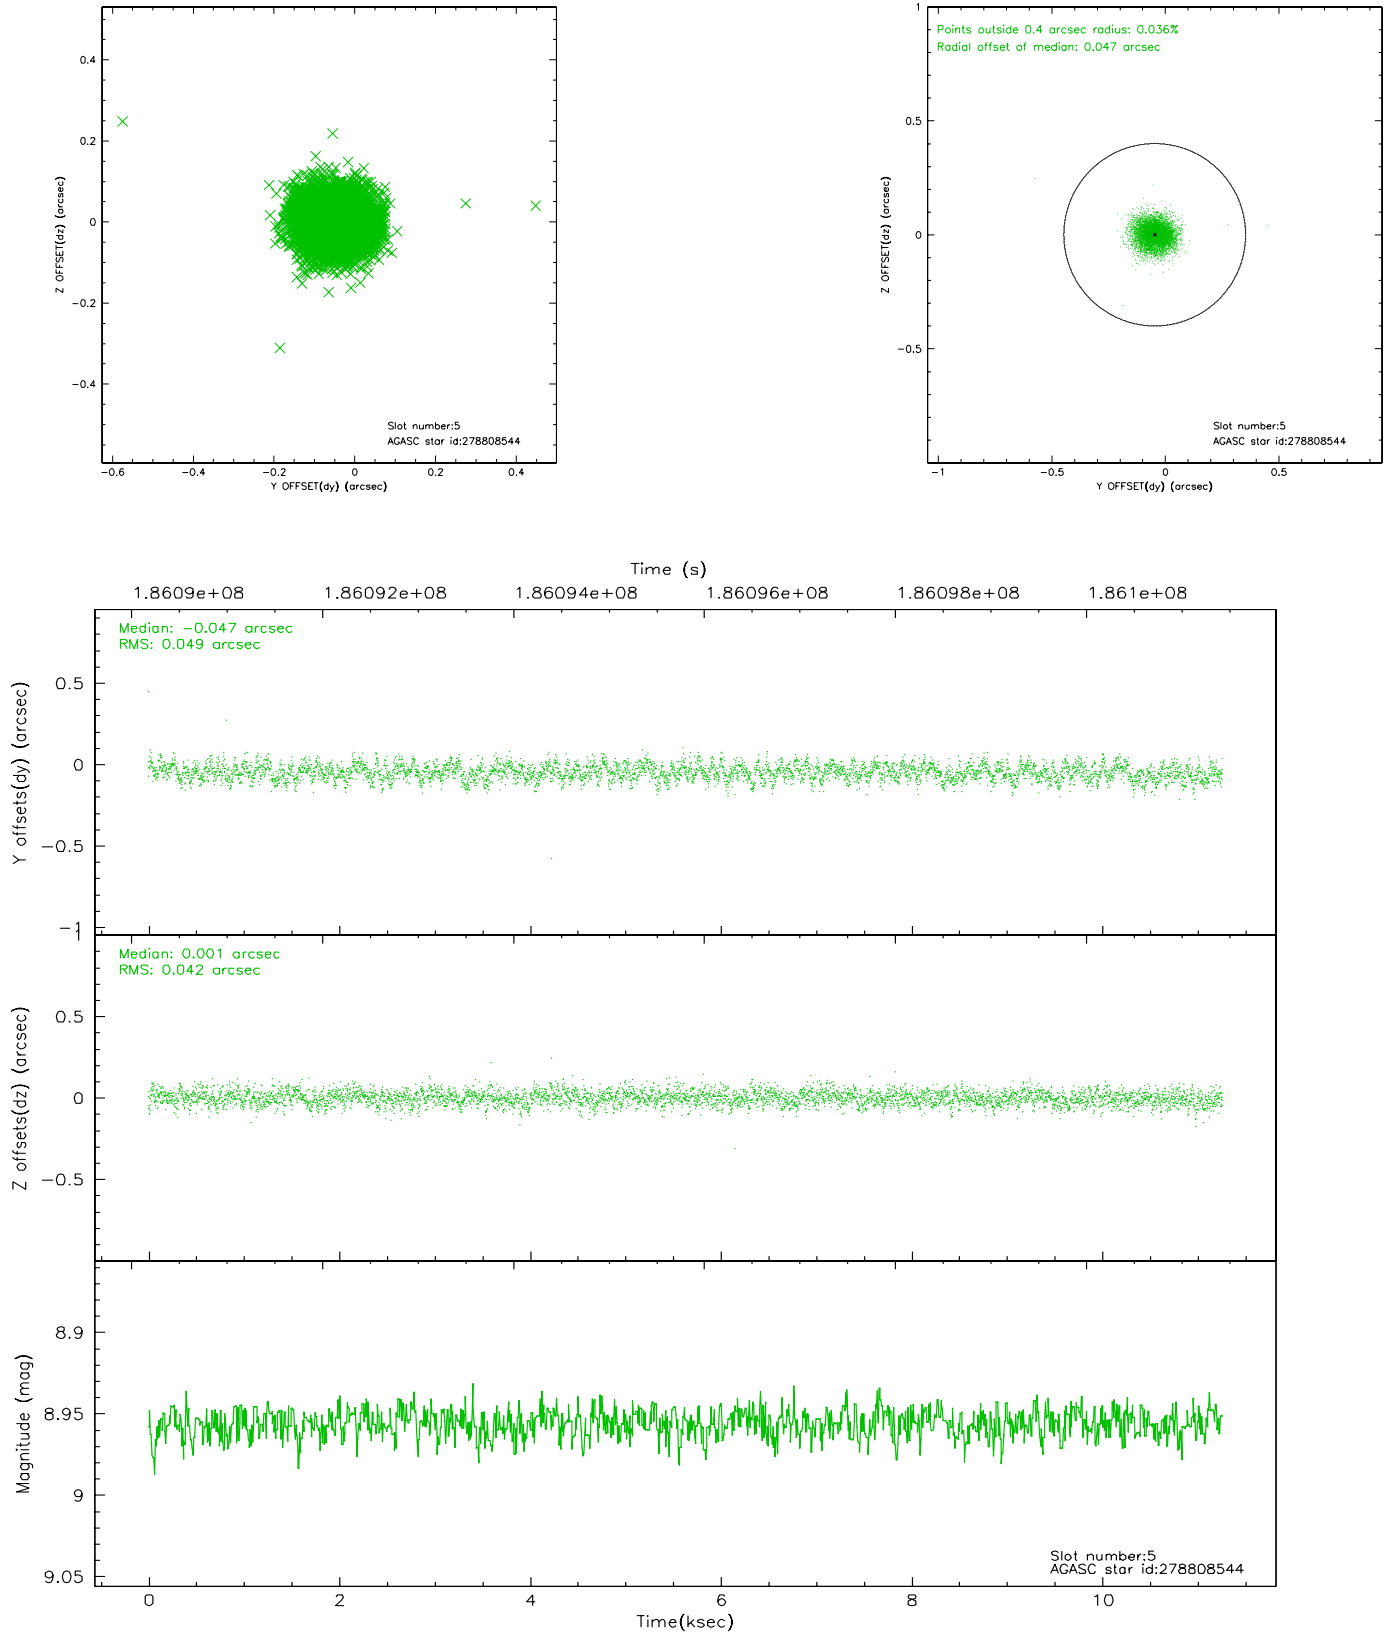 0.4
0.2
0
−0.2
−0.4
Z OFFSET(dz) (arcsec)
Slot number:5
AGASC star id:278808544
−0.6 −0.4 −0.2 0 0.2 0.4
Y OFFSET(dy) (arcsec)
Points outside 0.4 arcsec radius: 0.036%
Radial offset of median: 0.047 arcsec
1
0.5
0
−0.5
Z OFFSET(dz) (arcsec)
Slot number:5
AGASC star id:278808544
−1 −0.5 0 0.5
Y OFFSET(dy) (arcsec)
Time (s)
1.8609e+08 1.86092e+08 1.86094e+08 1.86096e+08 1.86098e+08 1.861e+08
Median: −0.047 arcsec
RMS: 0.049 arcsec
0.5
0
−0.5
−1
Y offsets(dy) (arcsec)
Median: 0.001 arcsec
RMS: 0.042 arcsec
1
0.5
0
−0.5
Z offsets(dz) (arcsec)
8.9
8.95
9
9.05
Magnitude (mag)
Slot number:5
AGASC star id:278808544
0 2 4 6 8 10
Time(ksec)